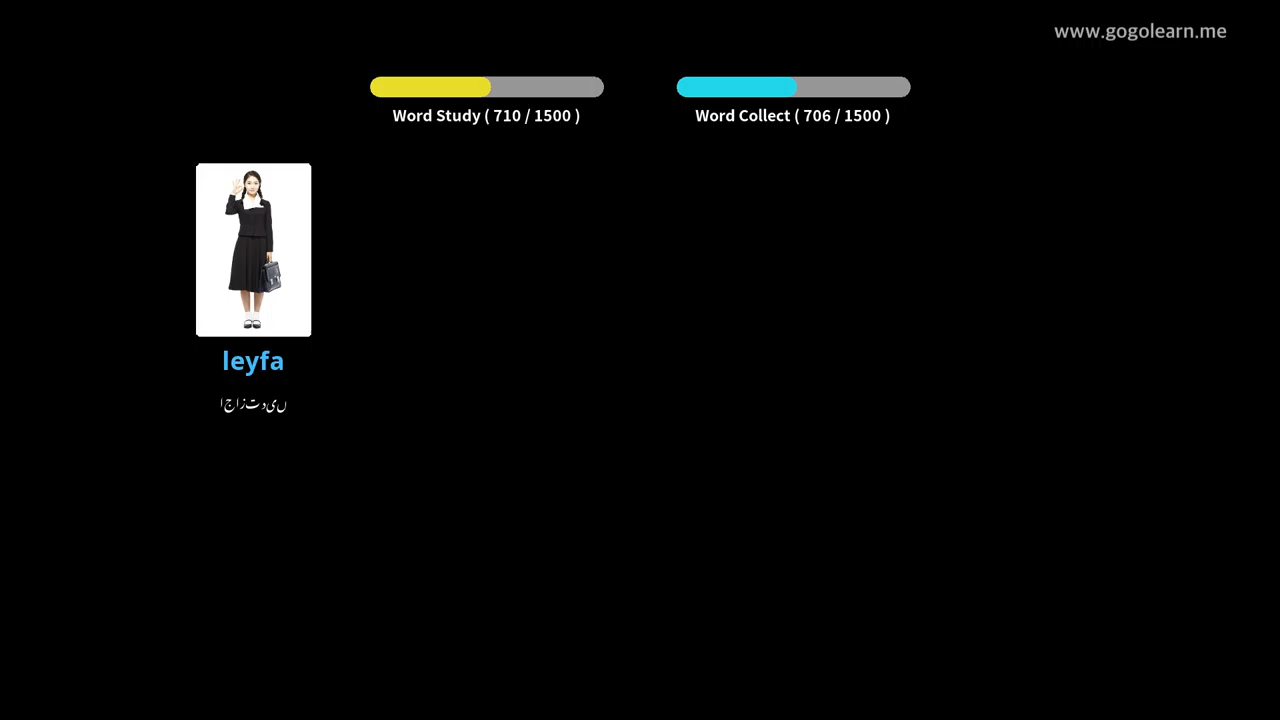 www.gogolearn.me
Word Study ( 710 / 1500 )
Word Collect ( 706 / 1500 )
leyfa
اجازت دیں